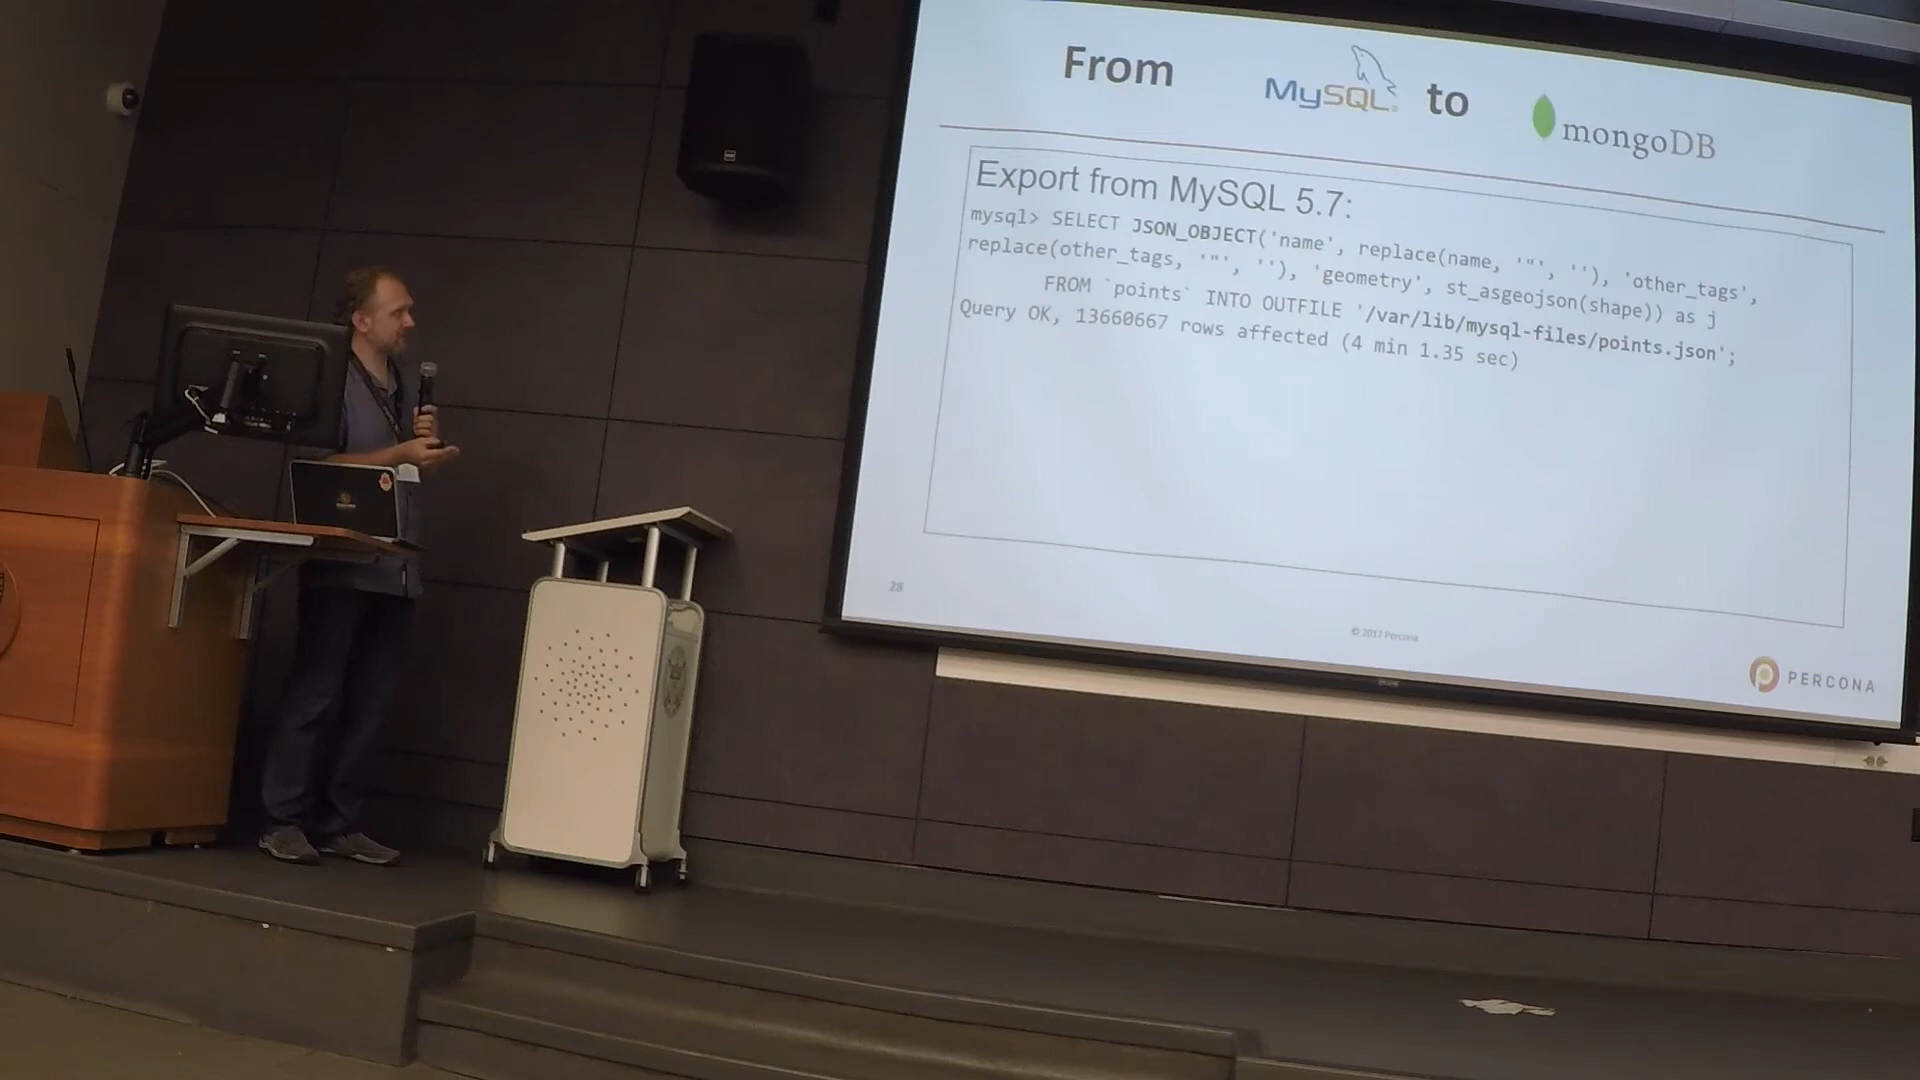 From MySQL to mongoDB
Export from MySQL 5.7:
mysql> SELECT JSON_OBJECT('name', replace(name, '"', ''), 'other_tags',
replace(other_tags, '"', ''), 'geometry', st_asgeojson(shape)) as j
FROM `points` INTO OUTFILE '/var/lib/mysql-files/points.json';
Query OK, 13660667 rows affected (4 min 1.35 sec)
28
© 2017 Percona
PERCONA